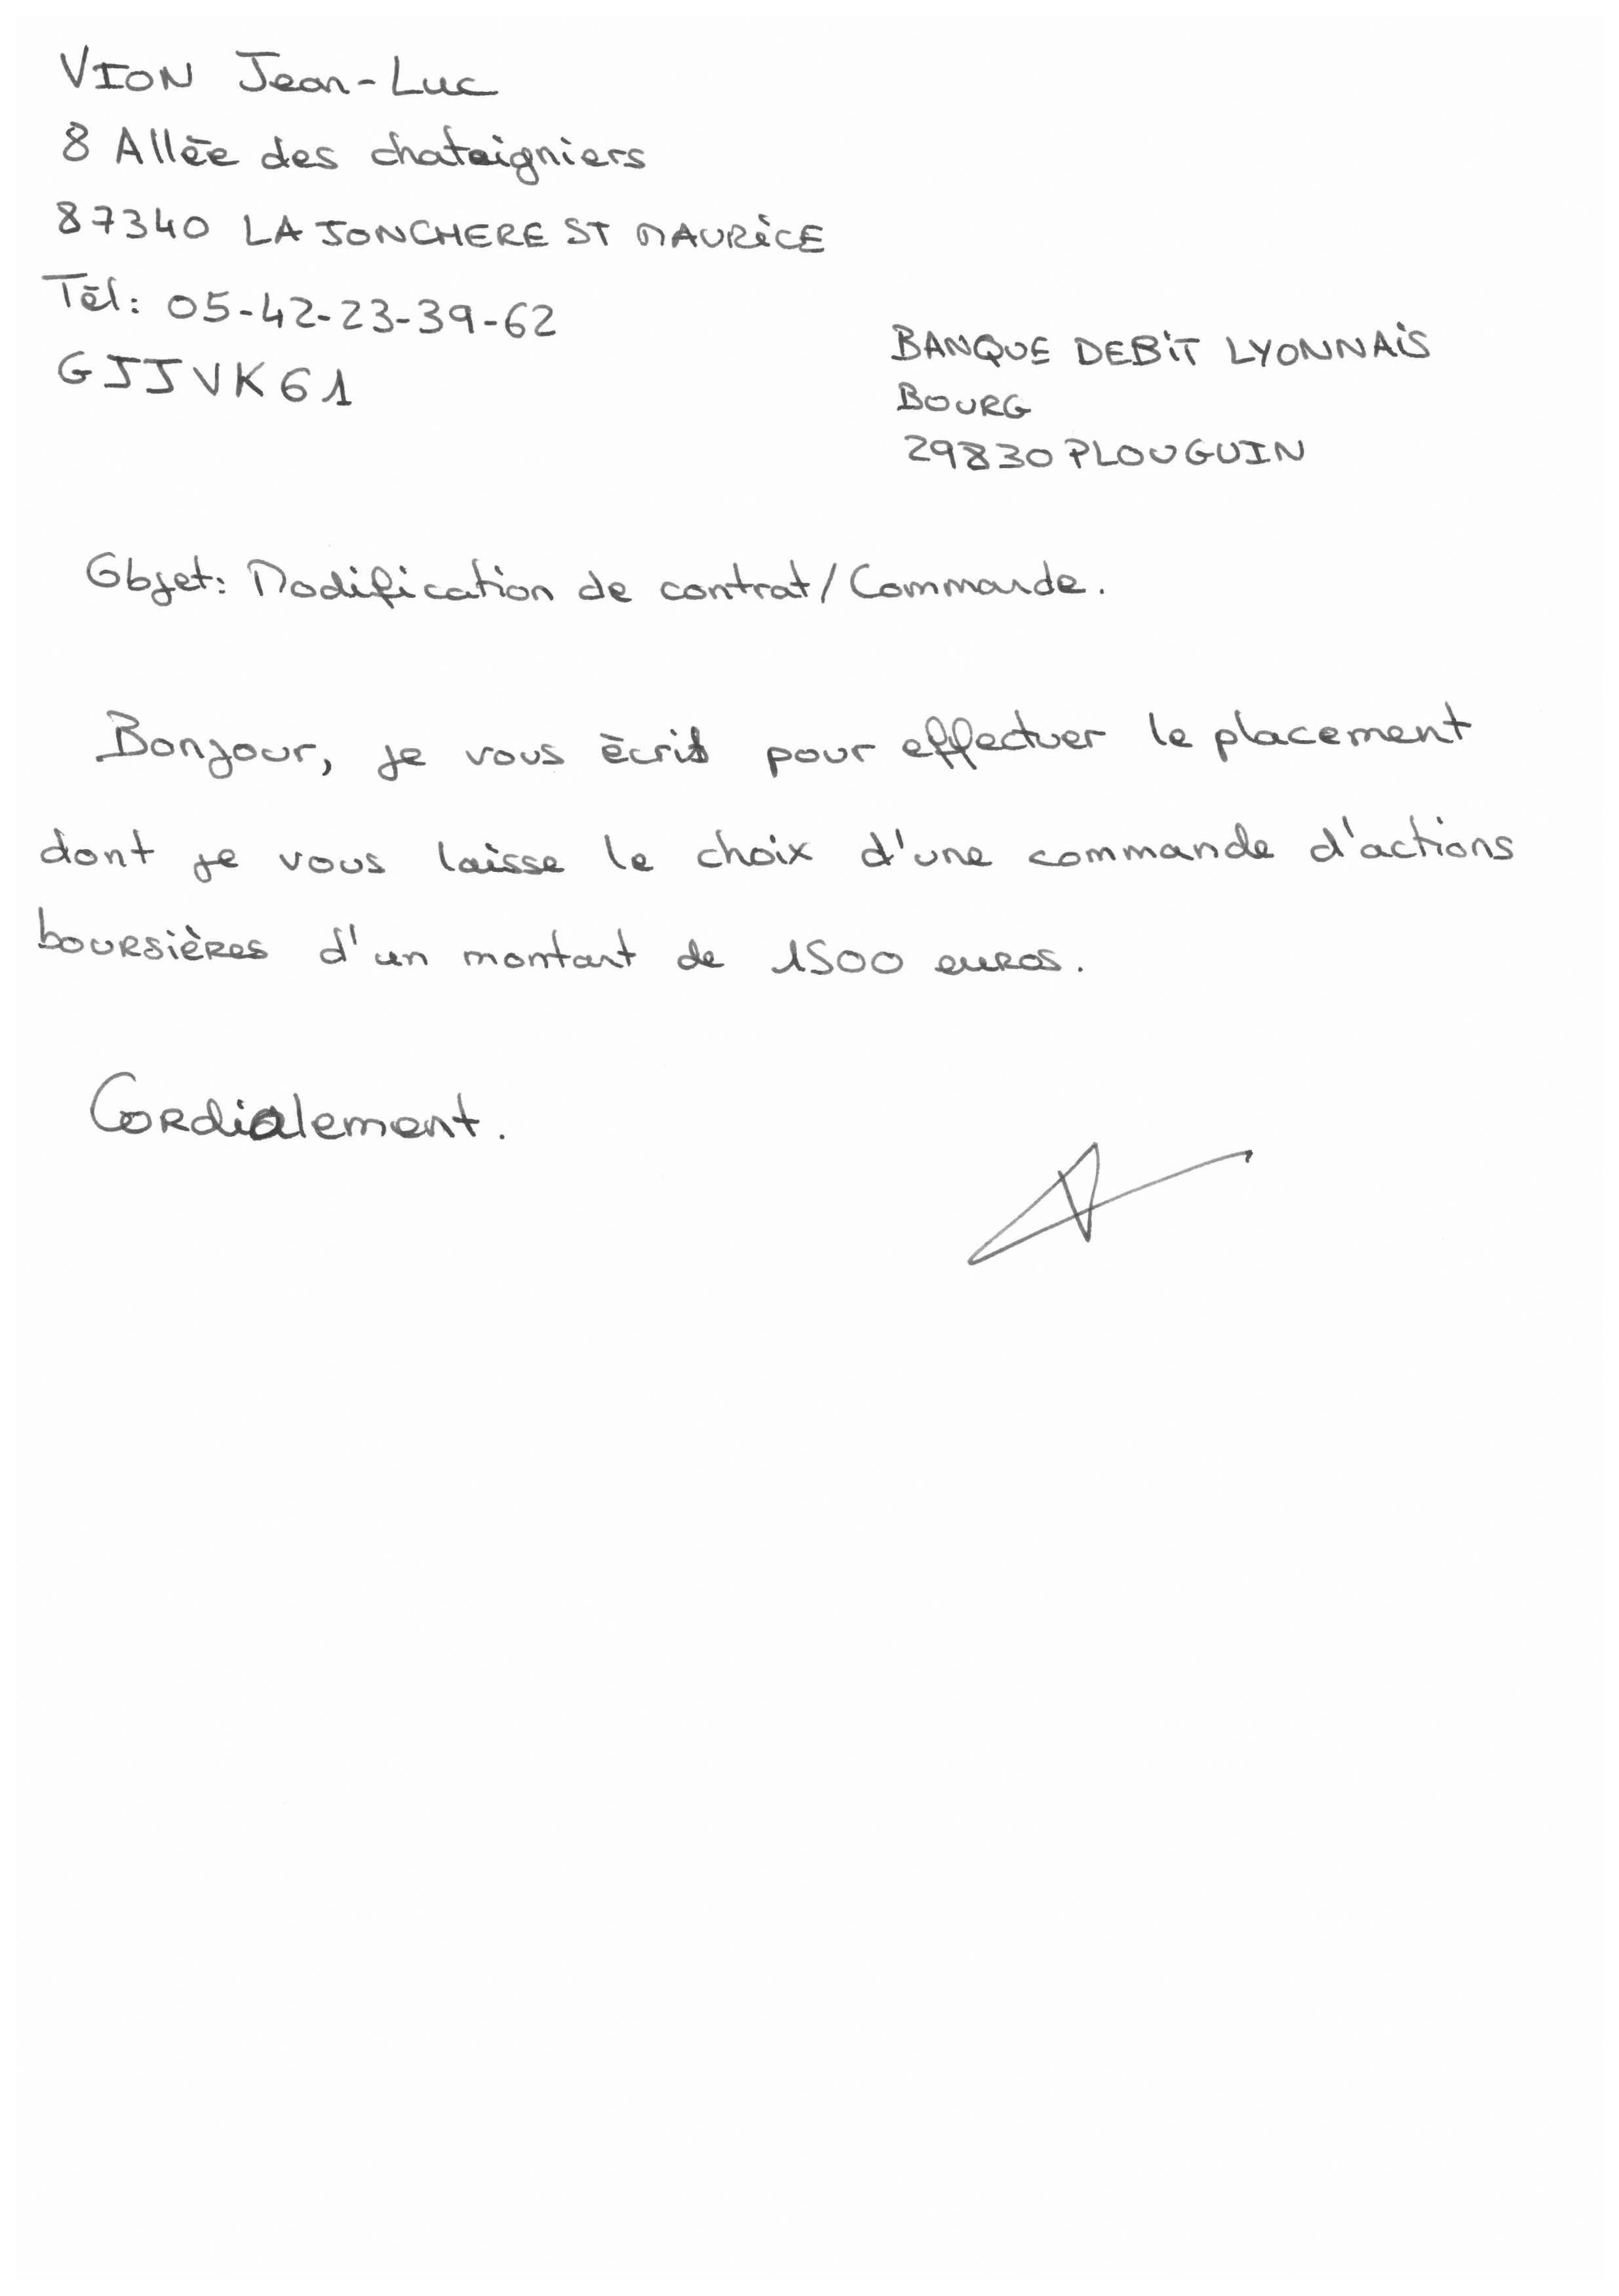 VION Jean-Luc
8 Allée des chataigniers
87340 LA JONCHERE ST MAURICE
Tél: 05-42-23-39-62
GJJVK61
BANQUE DEBIT LYONNAIS
BOURG
29830 PLOUGUIN
Objet: Modification de contrat/Commande.
Bonjour, je vous écris pour effectuer le placement
dont je vous laisse le choix d'une commande d'actions
boursières d'un montant de 1500 euros.
Cordialement.